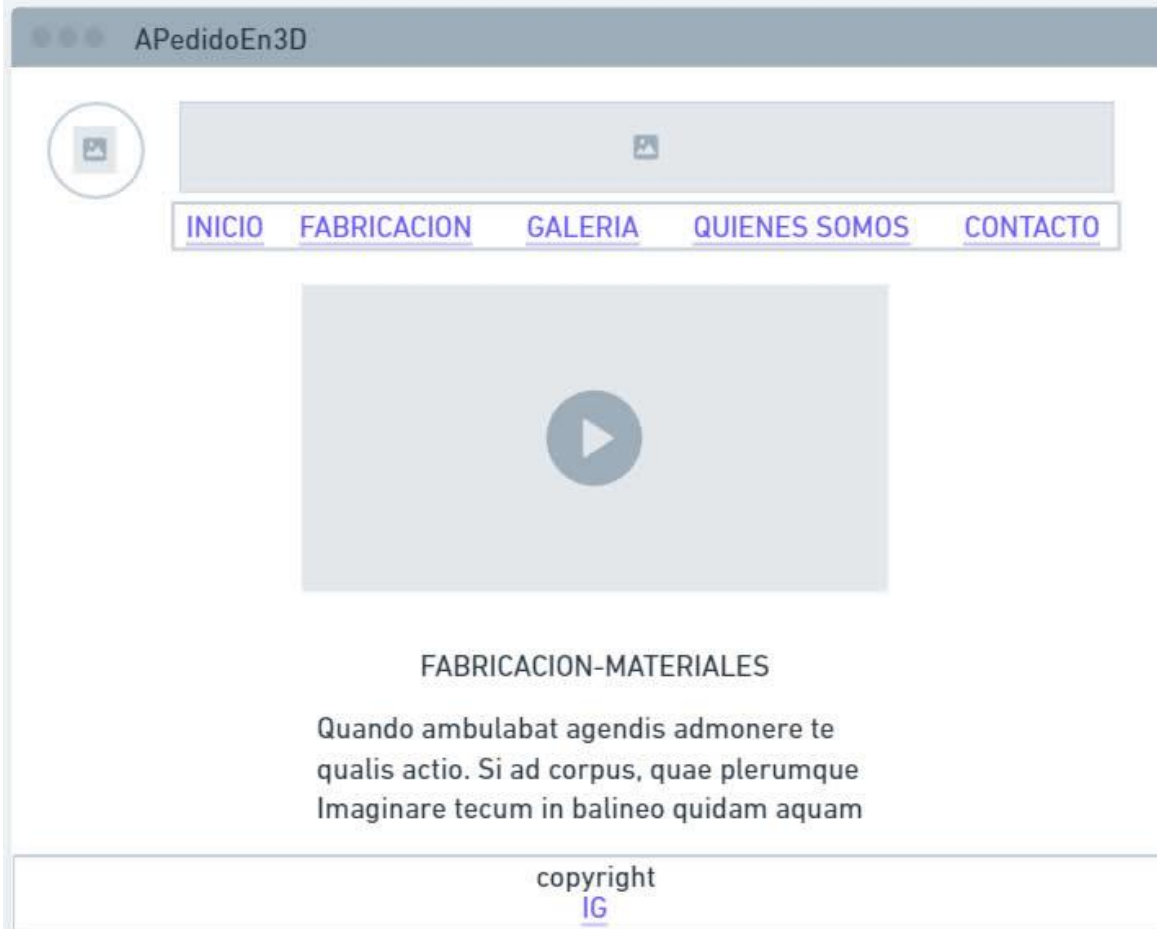 APedidoEn3D
INICIO FABRICACION GALERIA QUIENES SOMOS CONTACTO
FABRICACION-MATERIALES
Quando ambulabat agendis admonere te
qualis actio. Si ad corpus, quae plerumque
Imaginare tecum in balineo quidam aquam
copyright
IG